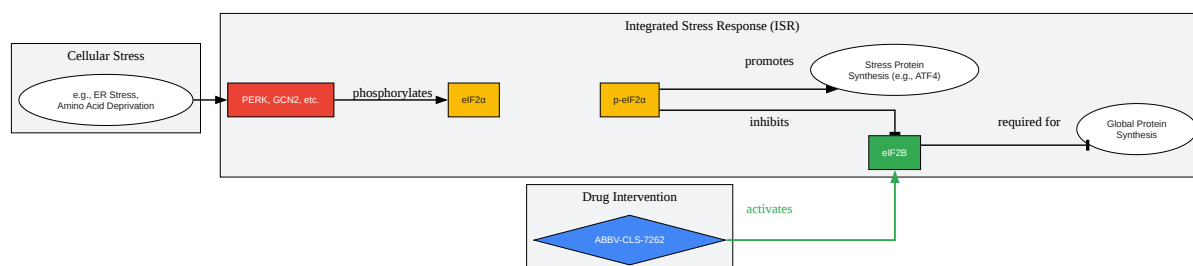 Integrated Stress Response (ISR)
Cellular Stress
e.g., ER Stress,
Amino Acid Deprivation
PERK, GCN2, etc.
phosphorylates
eIF2α
p-eIF2α
promotes
Stress Protein
Synthesis (e.g., ATF4)
inhibits
eIF2B
required for
Global Protein
Synthesis
Drug Intervention
ABBV-CLS-7262
activates